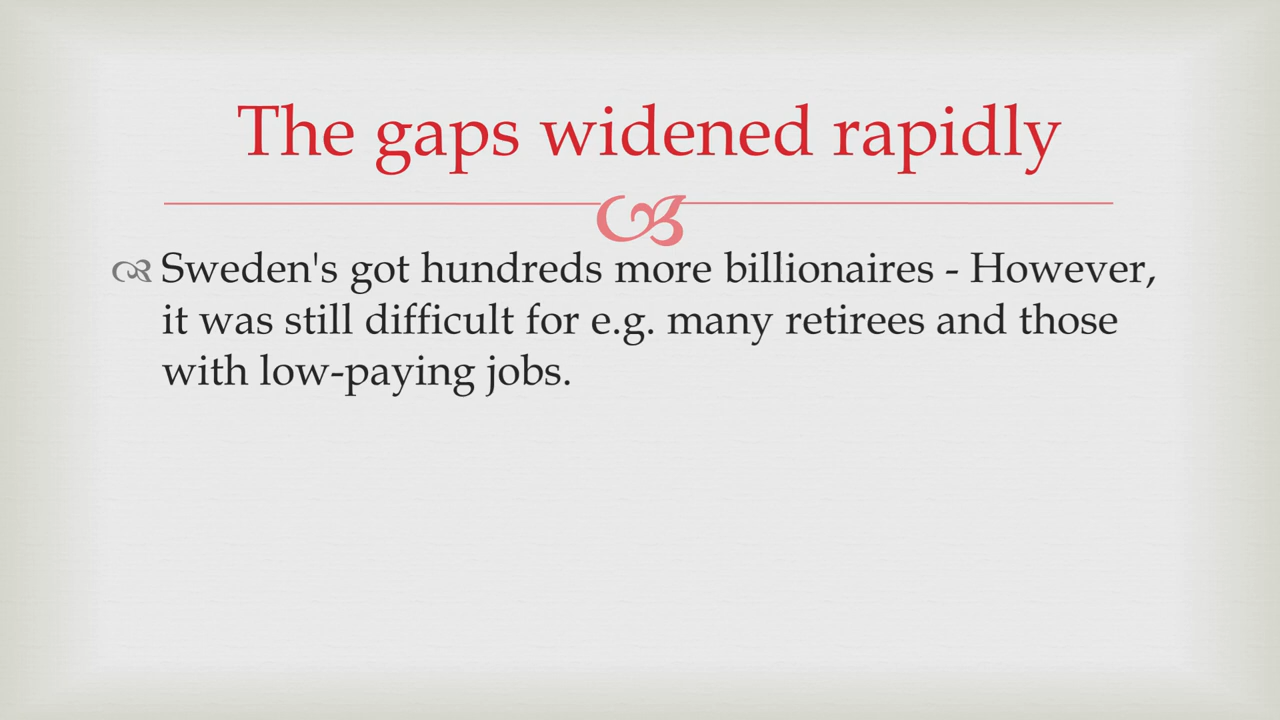 The gaps widened rapidly
Sweden's got hundreds more billionaires - However,
it was still difficult for e.g. many retirees and those
with low-paying jobs.